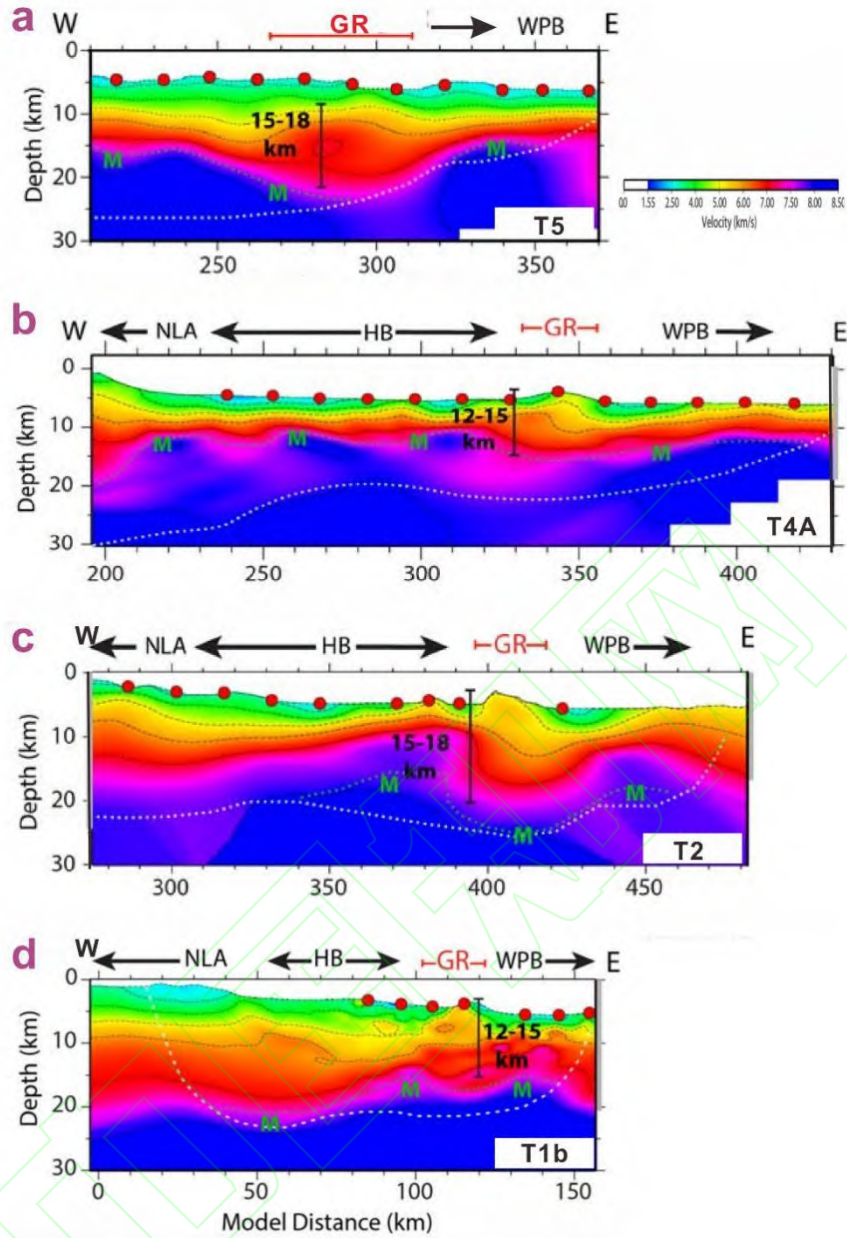 a W GR WPB E
0
10
20
30
Depth (km)
15-18
km
M M M
T5
250 300 350
0.0 1.55 2.50 4.00 5.00 6.00 7.00 7.50 8.00 8.50
Velocity (km/s)
b W NLA HB GR WPB E
0
10
20
30
Depth (km)
12-15
km
M M M M
T4A
200 250 300 350 400
c W NLA HB GR WPB E
0
10
20
30
Depth (km)
15-18
km
M M M
T2
300 350 400 450
d W NLA HB GR WPB E
0
10
20
30
Depth (km)
12-15
km
M M M
T1b
0 50 100 150
Model Distance (km)